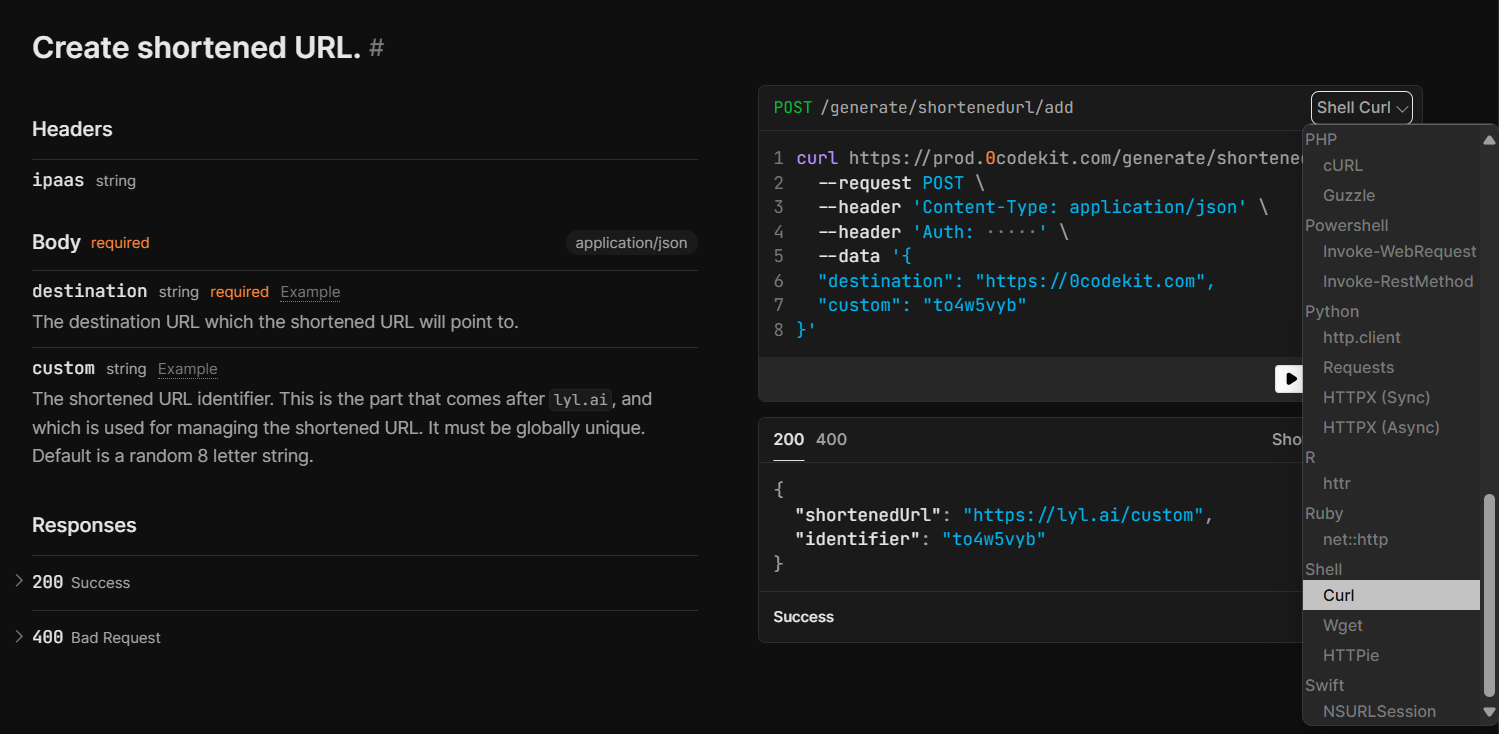 Create shortened URL. #
Headers
ipaas string
Body required application/json
destination string required Example
The destination URL which the shortened URL will point to.
custom string Example
The shortened URL identifier. This is the part that comes after lyl.ai, and
which is used for managing the shortened URL. It must be globally unique.
Default is a random 8 letter string.
Responses
200 Success
400 Bad Request
POST /generate/shortenedurl/add
Shell Curl
1 curl https://prod.0codekit.com/generate/shortene
2 --request POST \
3 --header 'Content-Type: application/json' \
4 --header 'Auth: ·····' \
5 --data '{
6 "destination": "https://0codekit.com",
7 "custom": "to4w5vyb"
8 }'
200 400 Sho
{
"shortenedUrl": "https://lyl.ai/custom",
"identifier": "to4w5vyb"
}
Success
PHP
cURL
Guzzle
Powershell
Invoke-WebRequest
Invoke-RestMethod
Python
http.client
Requests
HTTPX (Sync)
HTTPX (Async)
R
httr
Ruby
net::http
Shell
Curl
Wget
HTTPie
Swift
NSURLSession